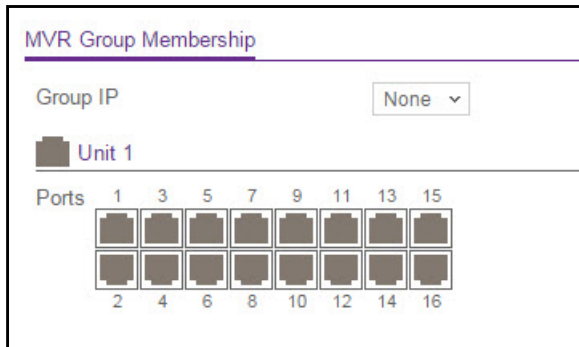 MVR Group Membership
Group IP None
Unit 1
Ports 1 3 5 7 9 11 13 15
2 4 6 8 10 12 14 16